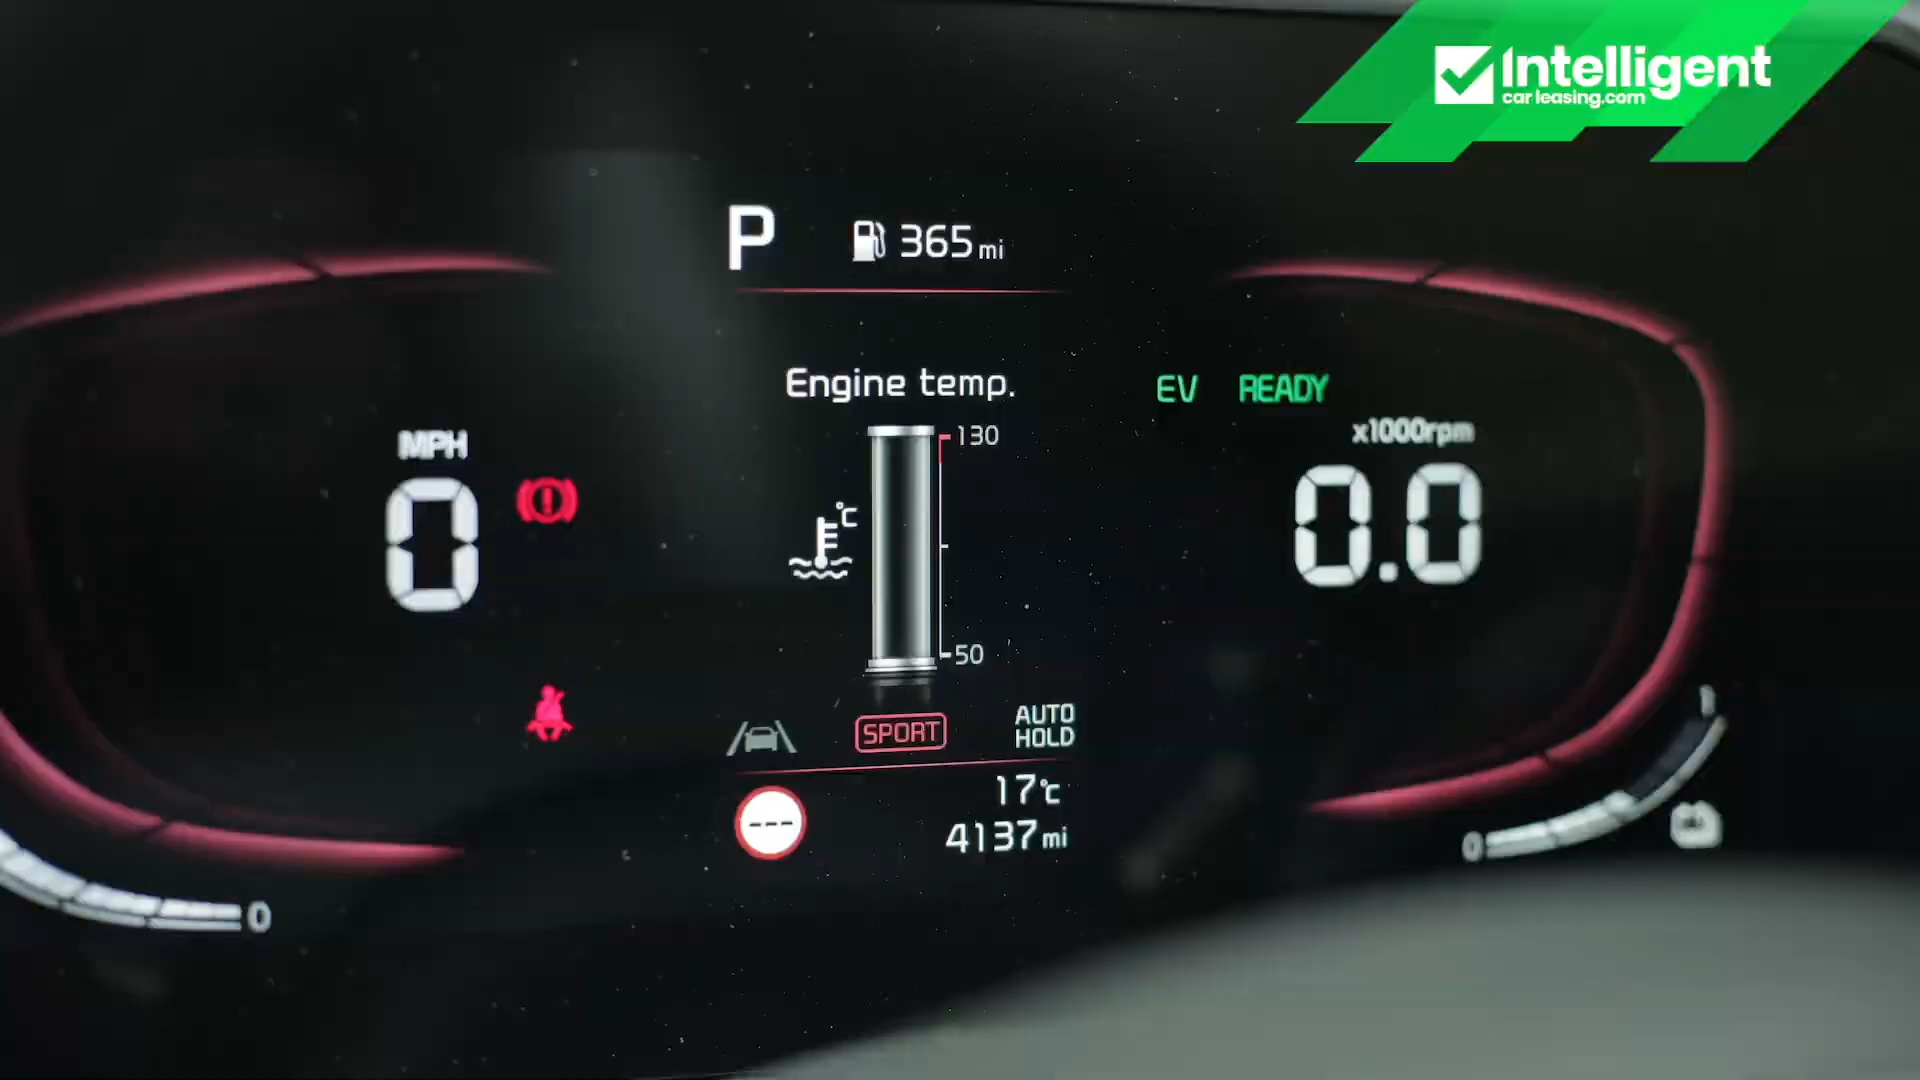 Intelligent
carleasing.com
P
365 mi
Engine temp.
130
°C
50
EV READY
MPH
0
x1000rpm
0.0
SPORT
AUTO
HOLD
17°C
---
4137 mi
0
1
0